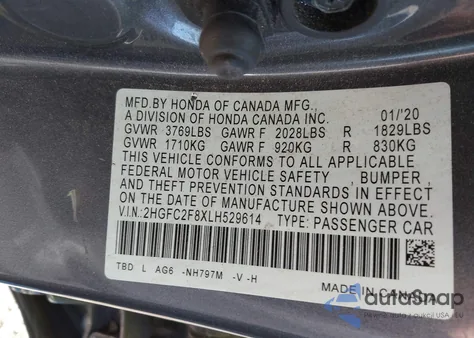 MFD.BY HONDA OF CANADA MFG.,
A DIVISION OF HONDA CANADA INC. 01/'20
GVWR 3769LBS GAWR F 2028LBS R 1829LBS
GVWR 1710KG GAWR F 920KG R 830KG
THIS VEHICLE CONFORMS TO ALL APPLICABLE
FEDERAL MOTOR VEHICLE SAFETY, BUMPER,
AND THEFT PREVENTION STANDARDS IN EFFECT
ON THE DATE OF MANUFACTURE SHOWN ABOVE.
V.I.N.:2HGFC2F8XLH529614 TYPE: PASSENGER CAR
TBD L AG6 -NH797M -V -H
MADE IN CANADA
autoSnap